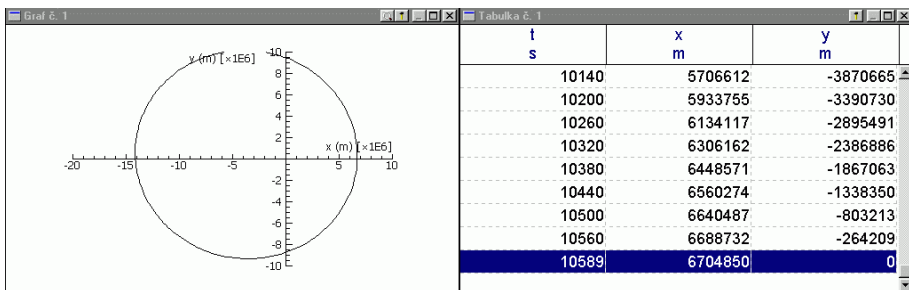 Graf č. 1
y (m) [×1E6]
10
8
6
4
2
x (m) [×1E6]
-20 -15 -10 -5 0 5 10
-2
-4
-6
-8
-10
Tabulka č. 1
t x y
s m m
10140 5706612 -3870665
10200 5933755 -3390730
10260 6134117 -2895491
10320 6306162 -2386886
10380 6448571 -1867063
10440 6560274 -1338350
10500 6640487 -803213
10560 6688732 -264209
10589 6704850 0